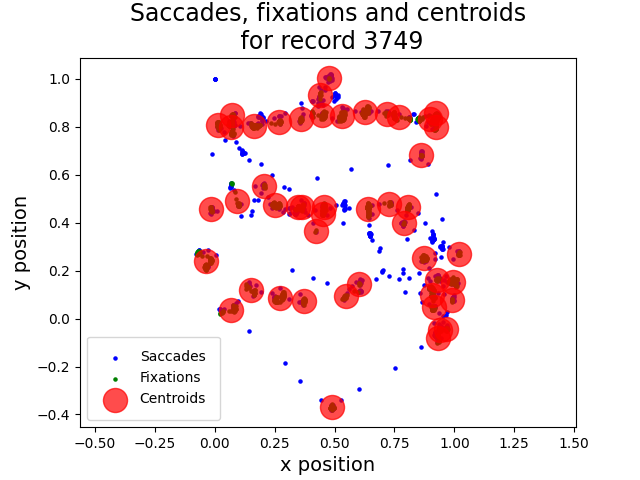 Saccades, fixations and centroids
for record 3749
y position
1.0
0.8
0.6
0.4
0.2
0.0
−0.2
−0.4
Saccades
Fixations
Centroids
−0.50
−0.25
0.00
0.25
0.50
0.75
1.00
1.25
1.50
x position